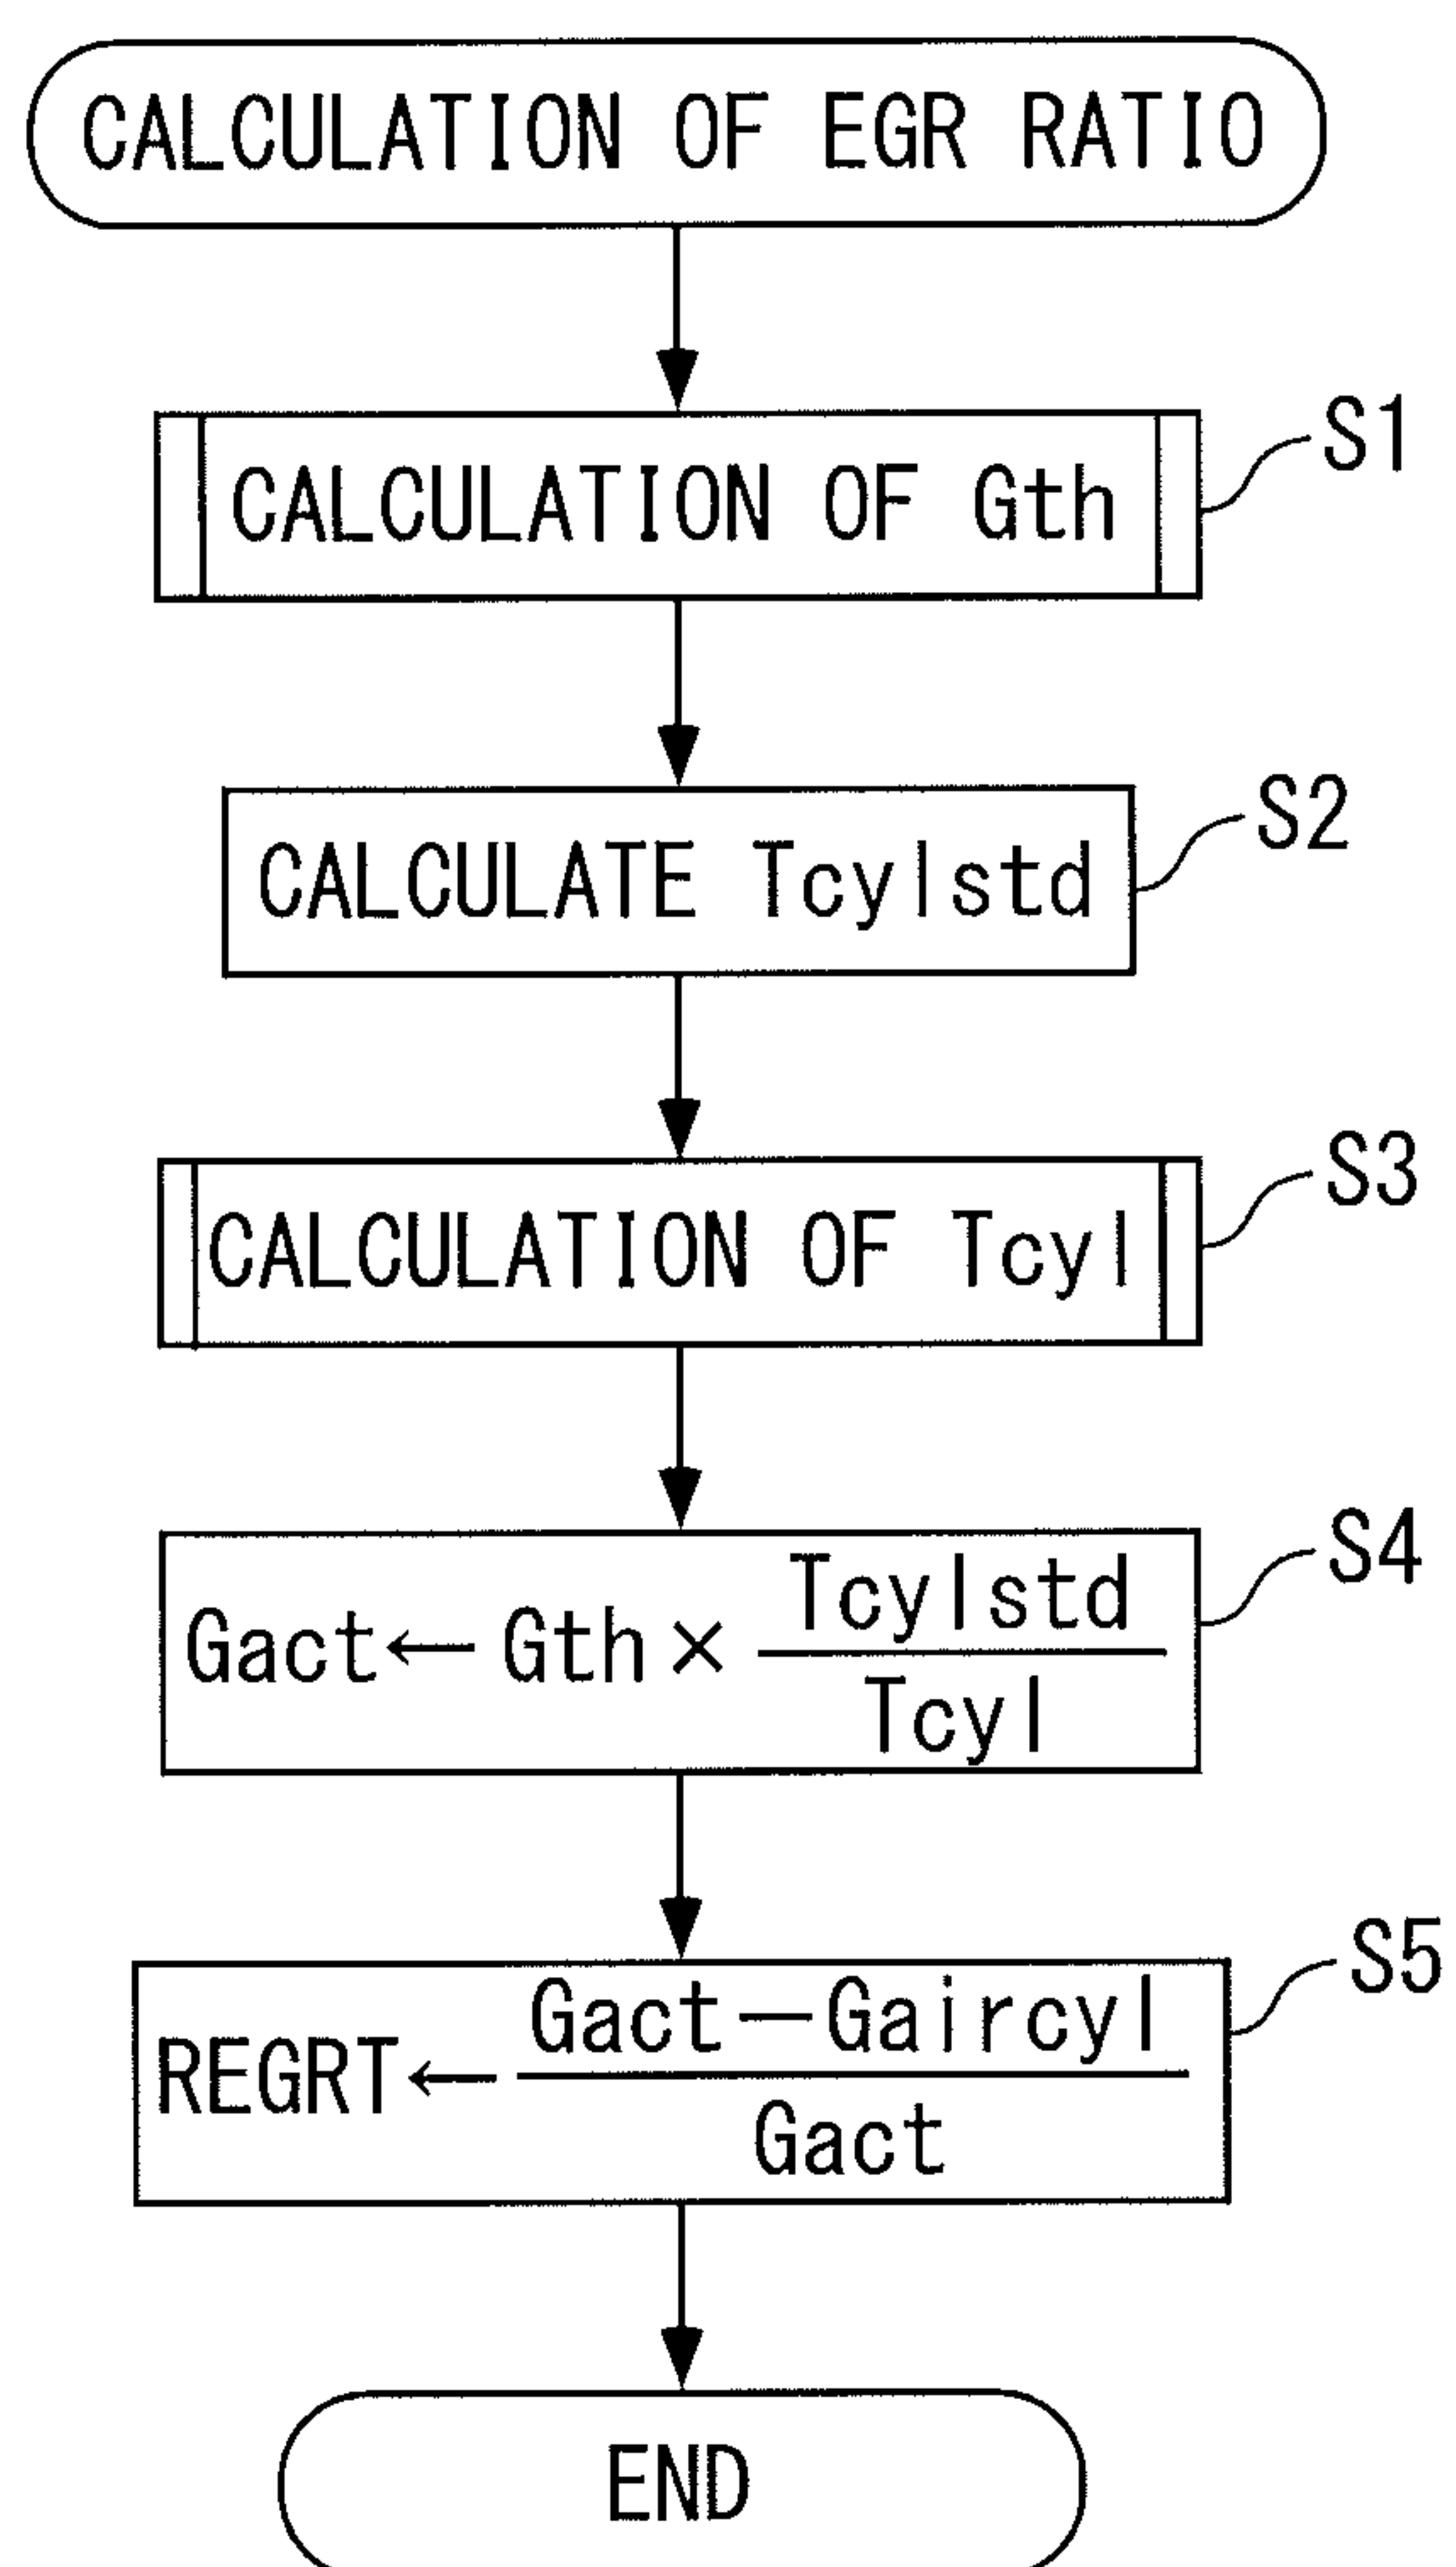 CALCULATION OF EGR RATIO
CALCULATION OF Gth
S1
CALCULATE Tcylstd
S2
CALCULATION OF Tcyl
S3
Gact← Gth × Tcylstd / Tcyl
S4
REGRT← Gact−Gaircyl / Gact
S5
END